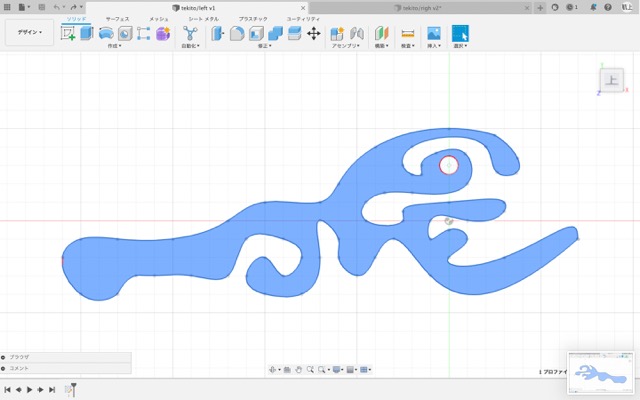 tekito/left v1
tekito/righ v2*
ソリッド サーフェス メッシュ シート メタル プラスチック ユーティリティ
デザイン
作成 自動化 修正 アセンブリ 構築 検査 挿入 選択
上
Z
ブラウザ
コメント
1 プロファイ